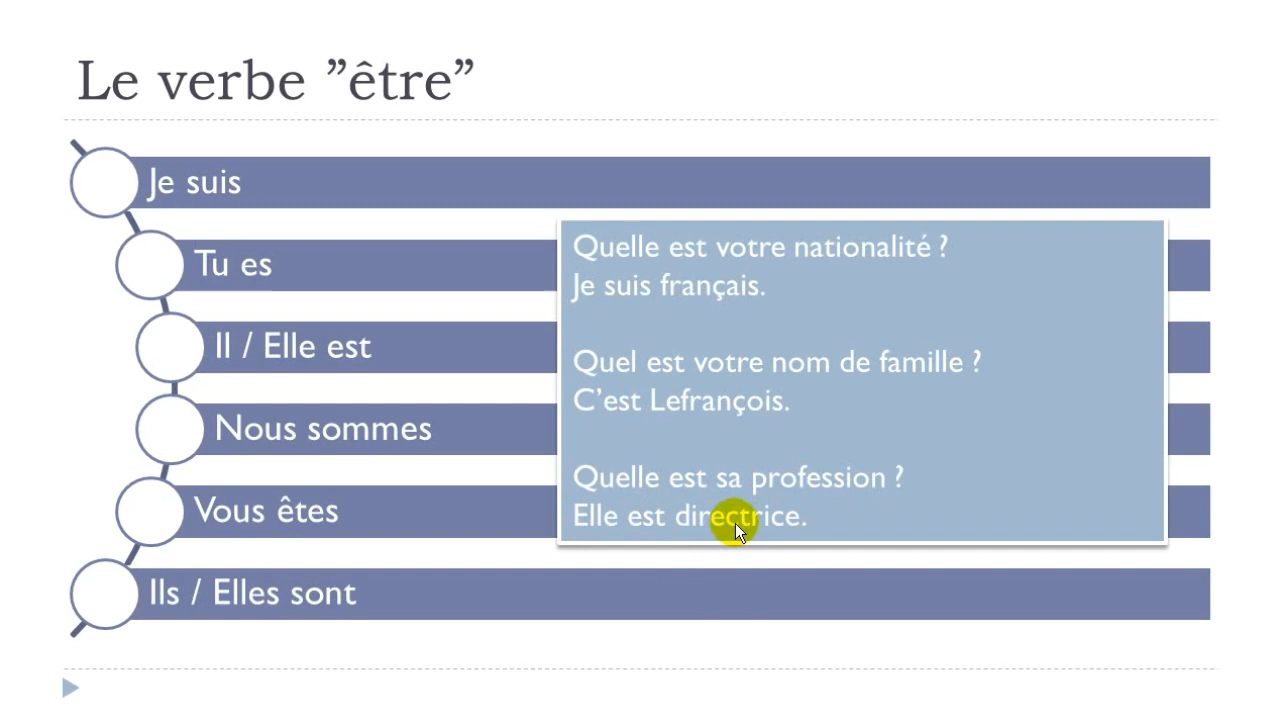 Le verbe ”être”
Je suis
Tu es
Il / Elle est
Nous sommes
Vous êtes
Ils / Elles sont
Quelle est votre nationalité ?
Je suis français.
Quel est votre nom de famille ?
C’est Lefrançois.
Quelle est sa profession ?
Elle est directrice.